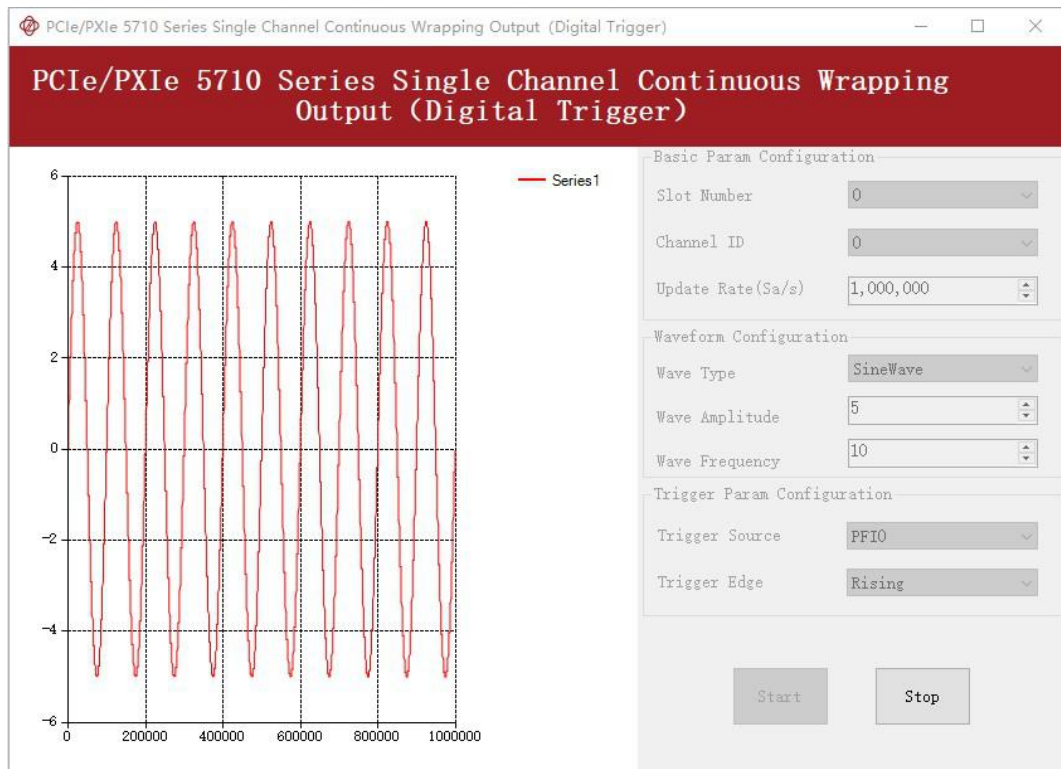 PCIe/PXIe 5710 Series Single Channel Continuous Wrapping Output (Digital Trigger)
PCIe/PXIe 5710 Series Single Channel Continuous Wrapping
Output (Digital Trigger)
6
4
2
0
-2
-4
-6
0 200000 400000 600000 800000 1000000
Series1
Basic Param Configuration
Slot Number 0
Channel ID 0
Update Rate(Sa/s) 1,000,000
Waveform Configuration
Wave Type SineWave
Wave Amplitude 5
Wave Frequency 10
Trigger Param Configuration
Trigger Source PFI0
Trigger Edge Rising
Start Stop